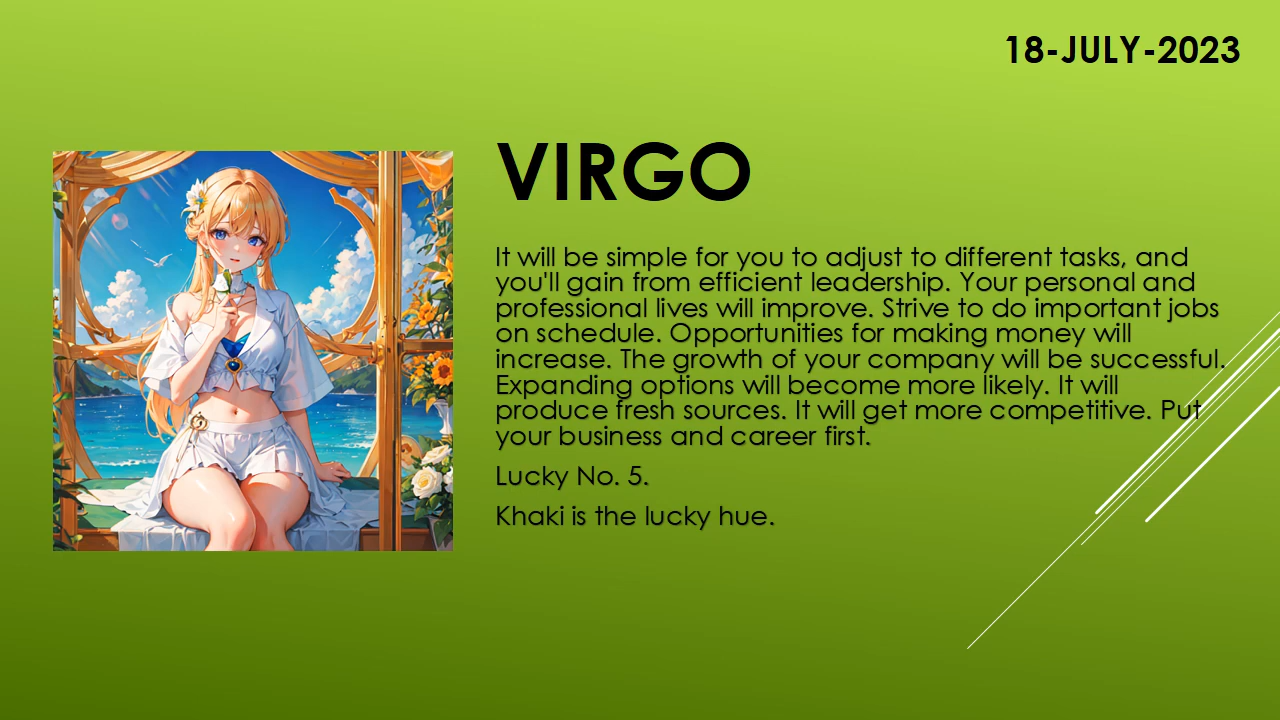 18-JULY-2023
VIRGO
It will be simple for you to adjust to different tasks, and
you'll gain from efficient leadership. Your personal and
professional lives will improve. Strive to do important jobs
on schedule. Opportunities for making money will
increase. The growth of your company will be successful.
Expanding options will become more likely. It will
produce fresh sources. It will get more competitive. Put
your business and career first.
Lucky No. 5.
Khaki is the lucky hue.